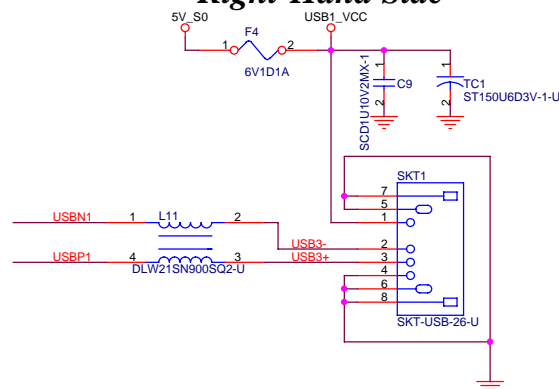 Right Hand Side
5V_S0
USB1_VCC
F4
1
2
6V1D1A
SCD1U10V2MX-1
1
C9
2
1
TC1
ST150U6D3V-1-U
2
SKT1
7
5
1
USBN1
1
L11
2
2
USB3-
USBP1
4
3
USB3+
3
DLW21SN900SQ2-U
4
6
8
SKT-USB-26-U